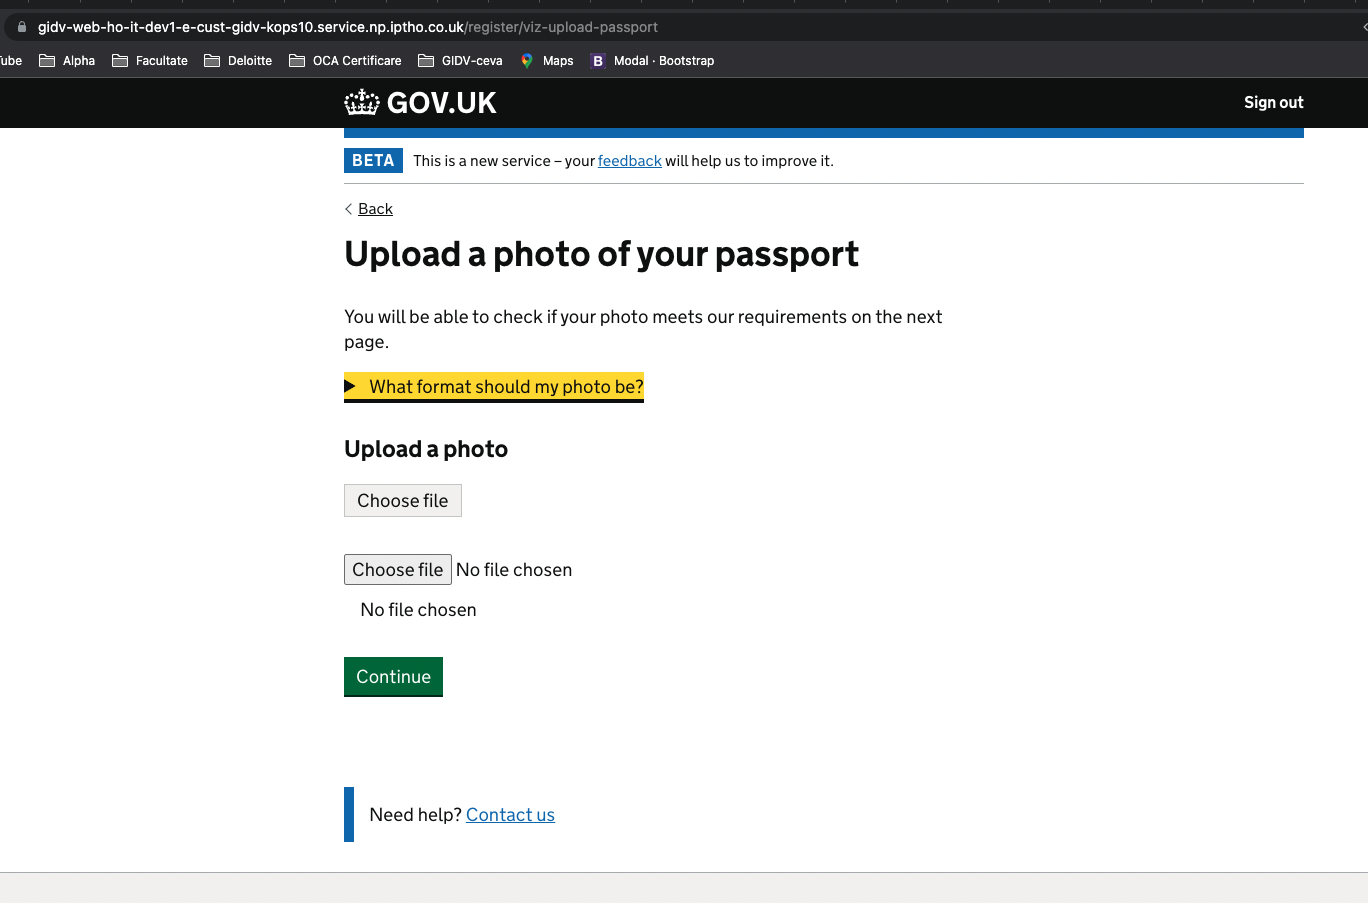 gidv-web-ho-it-dev1-e-cust-gidv-kops10.service.np.iptho.co.uk/register/viz-upload-passport
ube Alpha Facultate Deloitte OCA Certificare GIDV-ceva Maps B Modal · Bootstrap
GOV.UK Sign out
BETA This is a new service – your feedback will help us to improve it.
Back
Upload a photo of your passport
You will be able to check if your photo meets our requirements on the next
page.
What format should my photo be?
Upload a photo
Choose file
Choose file No file chosen
No file chosen
Continue
Need help? Contact us